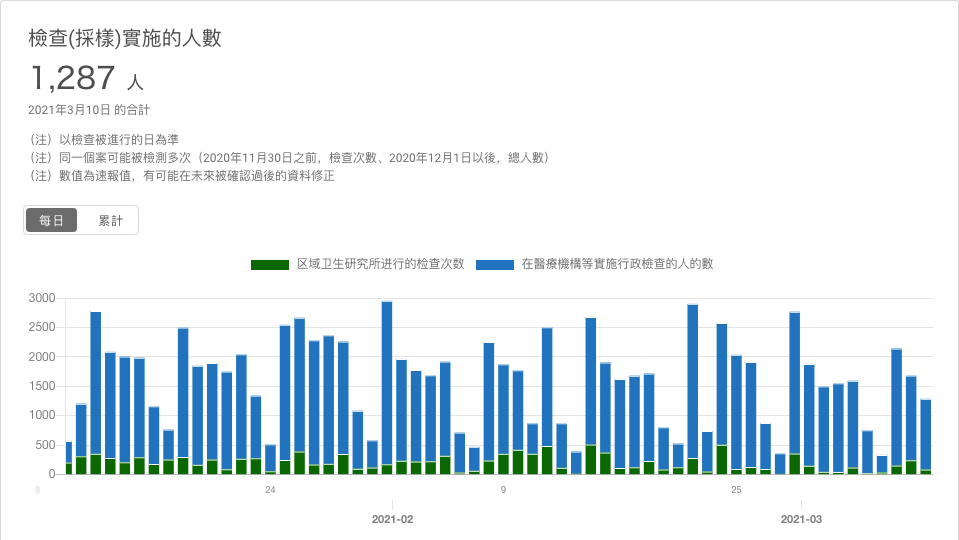 檢查(採樣)實施的人數
1,287 人
2021年3月10日 的合計
（注）以檢查被進行的日為準
（注）同一個案可能被檢測多次（2020年11月30日之前，檢查次數、2020年12月1日以後，總人數）
（注）數值為速報值，有可能在未來被確認過後的資料修正
每日 累計
区域卫生研究所进行的检查次数 在醫療機構等實施行政檢查的人的數
3000
2500
2000
1500
1000
500
0
8 24 9 25
2021-02 2021-03